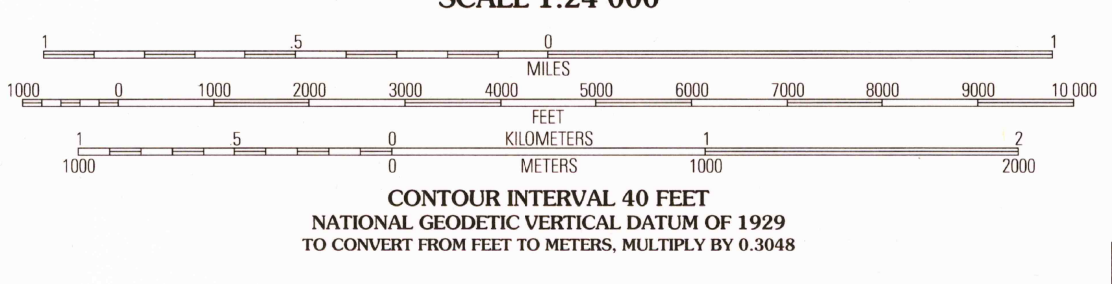 SCALE 1:24 000
1 .5 0 1
MILES
1000 0 1000 2000 3000 4000 5000 6000 7000 8000 9000 10 000
FEET
1 .5 0 KILOMETERS 1 2
1000 0 METERS 1000 2000
CONTOUR INTERVAL 40 FEET
NATIONAL GEODETIC VERTICAL DATUM OF 1929
TO CONVERT FROM FEET TO METERS, MULTIPLY BY 0.3048